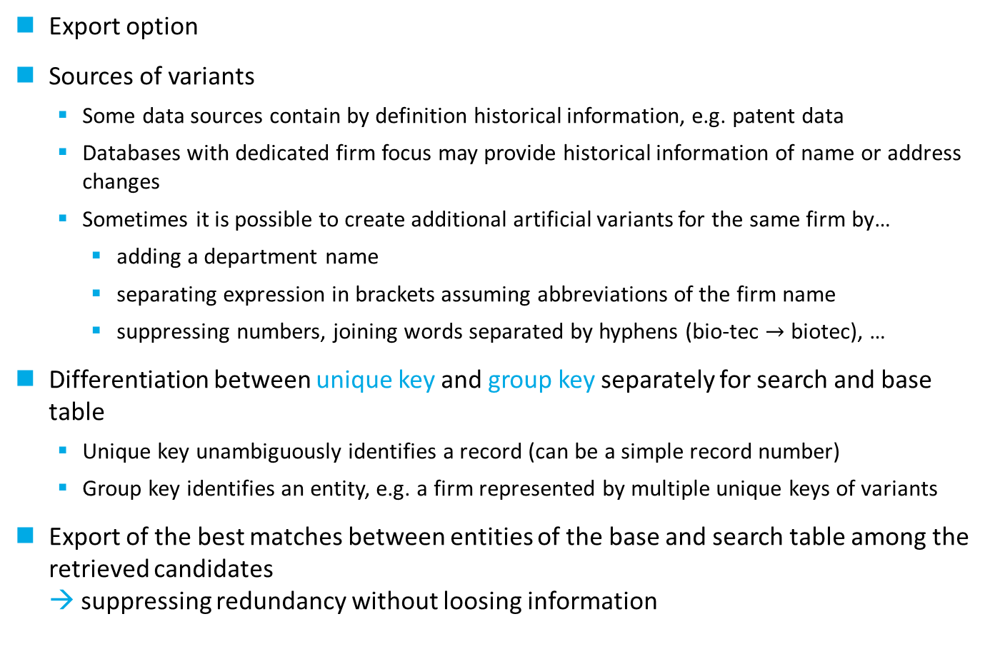 Export option
Sources of variants
Some data sources contain by definition historical information, e.g. patent data
Databases with dedicated firm focus may provide historical information of name or address
changes
Sometimes it is possible to create additional artificial variants for the same firm by…
adding a department name
separating expression in brackets assuming abbreviations of the firm name
suppressing numbers, joining words separated by hyphens (bio-tec → biotec), …
Differentiation between unique key and group key separately for search and base
table
Unique key unambiguously identifies a record (can be a simple record number)
Group key identifies an entity, e.g. a firm represented by multiple unique keys of variants
Export of the best matches between entities of the base and search table among the
retrieved candidates
→ suppressing redundancy without loosing information